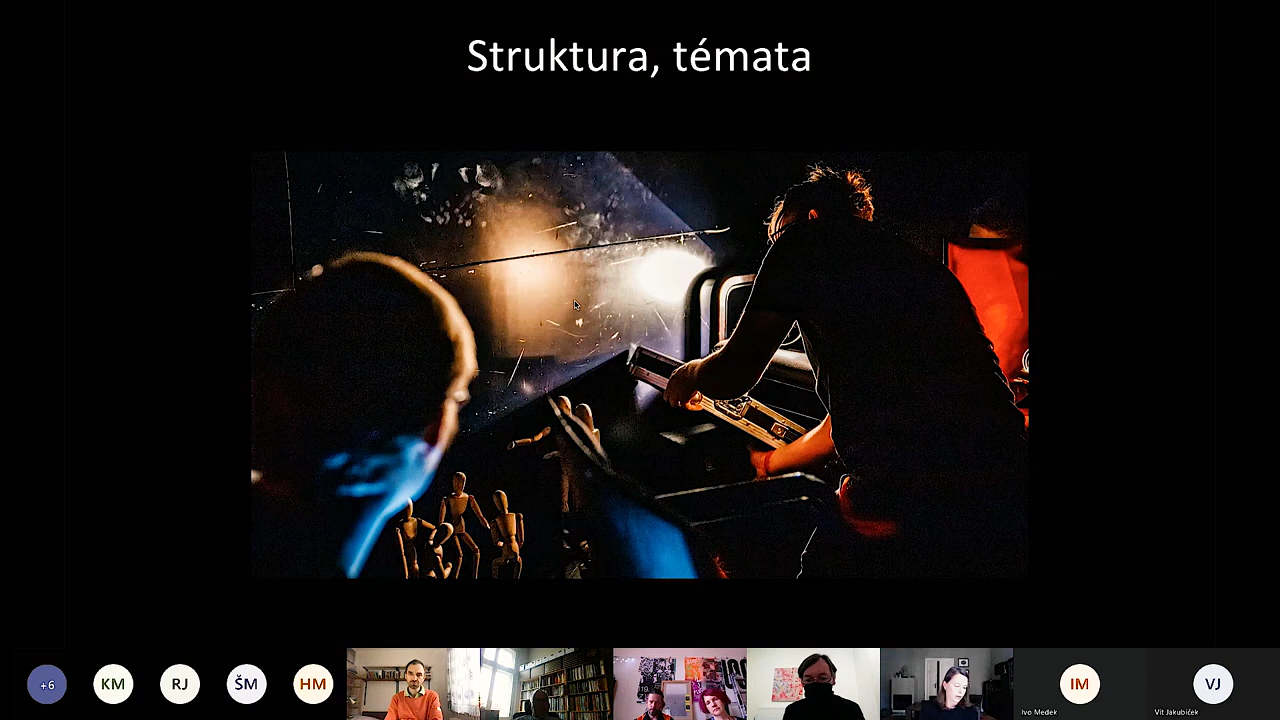 Struktura, témata
+6
KM
RJ
ŠM
HM
IM
VJ
Ivo Medek
Vít Jakubíček